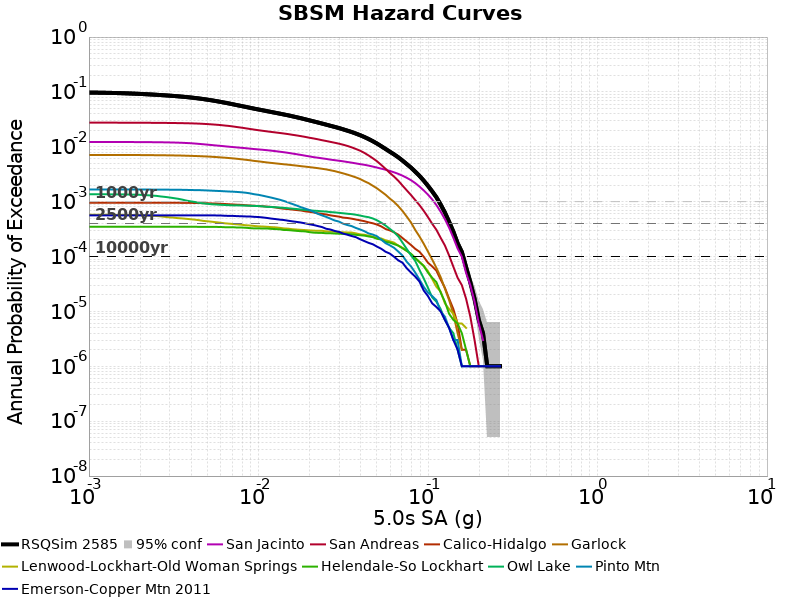 SBSM Hazard Curves
Annual Probability of Exceedance
10^0
10^-1
10^-2
10^-3
10^-4
10^-5
10^-6
10^-7
10^-8
1000yr
2500yr
10000yr
10^-3 10^-2 10^-1 10^0 10^1
5.0s SA (g)
RSQSim 2585 95% conf San Jacinto San Andreas Calico-Hidalgo Garlock
Lenwood-Lockhart-Old Woman Springs Helendale-So Lockhart Owl Lake Pinto Mtn
Emerson-Copper Mtn 2011